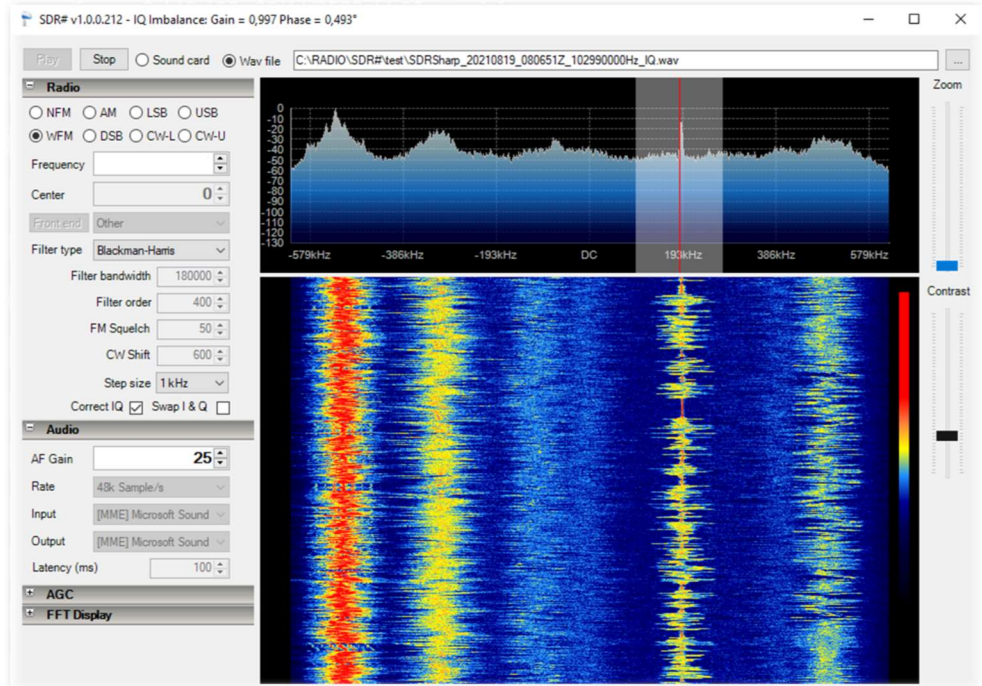 SDR# v1.0.0.212 - IQ Imbalance: Gain = 0,997 Phase = 0,493°
Play Stop Sound card Wav file C:\RADIO\SDR#\test\SDRSharp_20210819_080651Z_102990000Hz_IQ.wav ...
Radio
NFM AM LSB USB
WFM DSB CW-L CW-U
Frequency
Center 0
Front end Other
Filter type Blackman-Harris
Filter bandwidth 180000
Filter order 400
FM Squelch 50
CW Shift 600
Step size 1 kHz
Correct IQ Swap I & Q
Audio
AF Gain 25
Rate 48k Sample/s
Input [MME] Microsoft Sound
Output [MME] Microsoft Sound
Latency (ms) 100
AGC
FFT Display
0
-10
-20
-30
-40
-50
-60
-70
-80
-90
-100
-110
-120
-130
-579kHz -386kHz -193kHz DC 193kHz 386kHz 579kHz
Zoom
Contrast